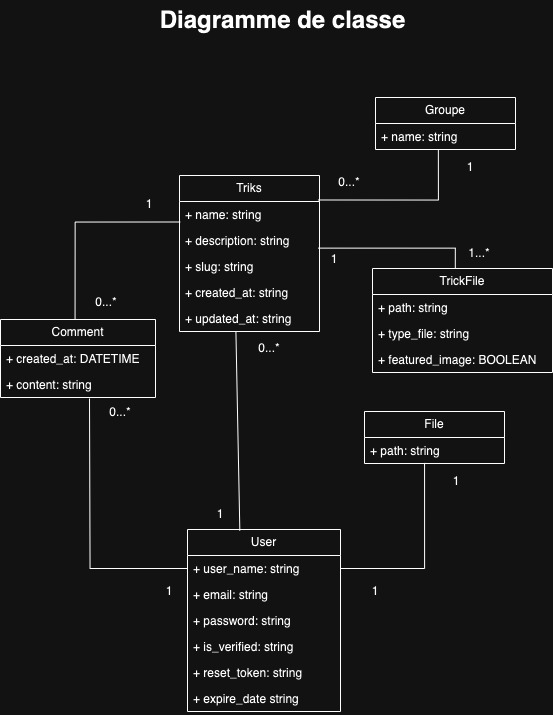 Diagramme de classe
Groupe
+ name: string
1
0...*
Triks
+ name: string
+ description: string
+ slug: string
+ created_at: string
+ updated_at: string
1
0...*
1
1...*
TrickFile
+ path: string
+ type_file: string
+ featured_image: BOOLEAN
Comment
+ created_at: DATETIME
+ content: string
0...*
0...*
File
+ path: string
1
1
User
+ user_name: string
+ email: string
+ password: string
+ is_verified: string
+ reset_token: string
+ expire_date string
1
1